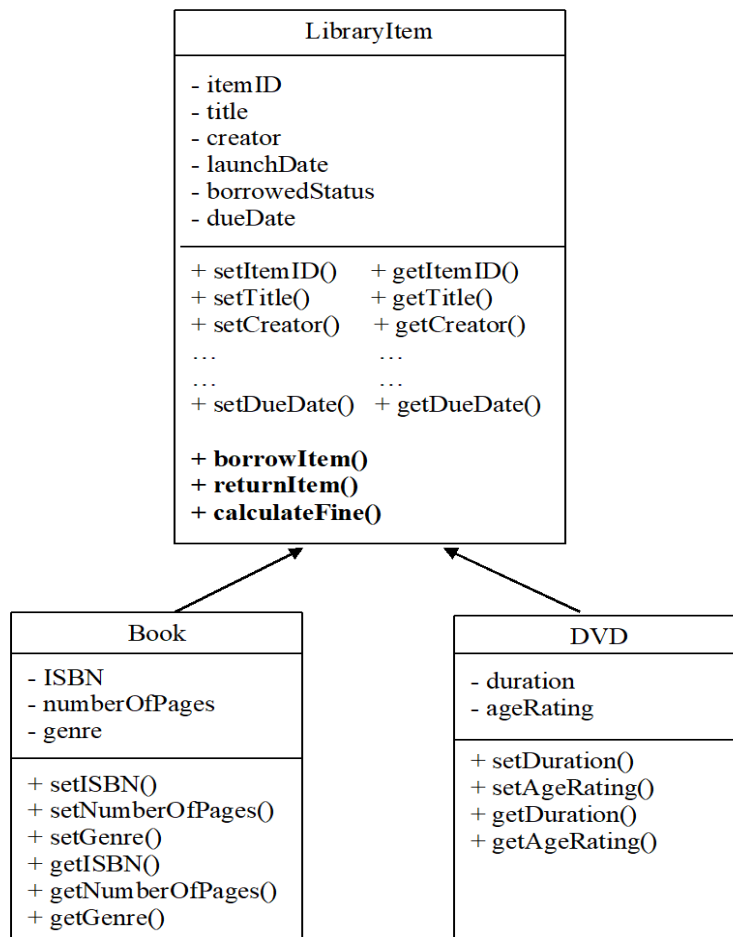 LibraryItem
- itemID
- title
- creator
- launchDate
- borrowedStatus
- dueDate
+ setItemID() + getItemID()
+ setTitle() + getTitle()
+ setCreator() + getCreator()
… …
… …
+ setDueDate() + getDueDate()
+ borrowItem()
+ returnItem()
+ calculateFine()
Book
- ISBN
- numberOfPages
- genre
+ setISBN()
+ setNumberOfPages()
+ setGenre()
+ getISBN()
+ getNumberOfPages()
+ getGenre()
DVD
- duration
- ageRating
+ setDuration()
+ setAgeRating()
+ getDuration()
+ getAgeRating()